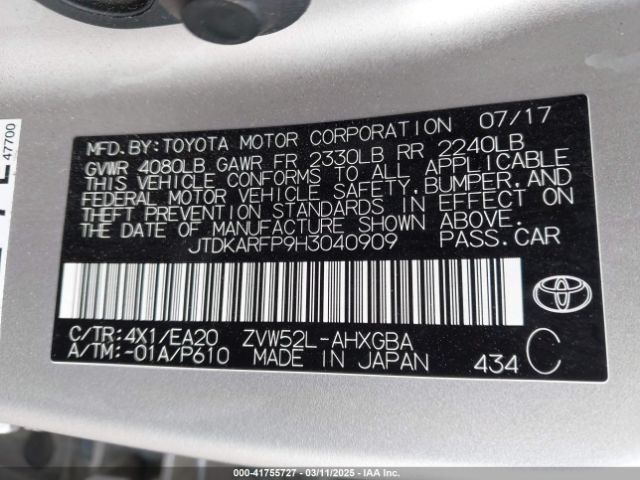 MFD.BY:TOYOTA MOTOR CORPORATION 07/17
GVWR 4080LB GAWR FR 2330LB RR 2240LB
THIS VEHICLE CONFORMS TO ALL APPLICABLE
FEDERAL MOTOR VEHICLE SAFETY,BUMPER,AND
THEFT PREVENTION STANDARDS IN EFFECT ON
THE DATE OF MANUFACTURE SHOWN ABOVE.
JTDKARFP9H3040909 PASS.CAR
C/TR:4X1/EA20 ZVW52L-AHXGBA
A/TM:-01A/P610 MADE IN JAPAN 434 C
47700
000-41755727 - 03/11/2025 - IAA Inc.